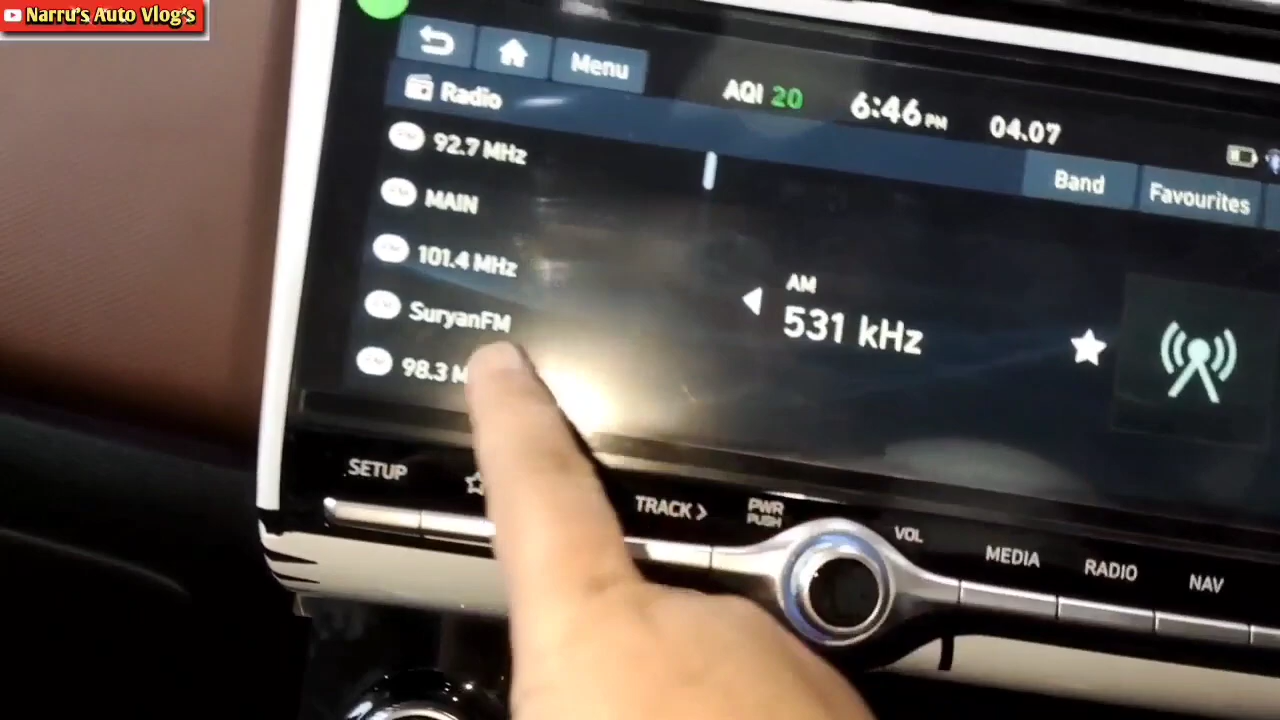 Narru's Auto Vlog's
Menu
Radio
AQI 20
6:46 PM
04.07
92.7 MHz
MAIN
101.4 MHz
SuryanFM
98.3 M
Band
Favourites
AM
531 kHz
SETUP
TRACK >
PWR
PUSH
VOL
MEDIA
RADIO
NAV